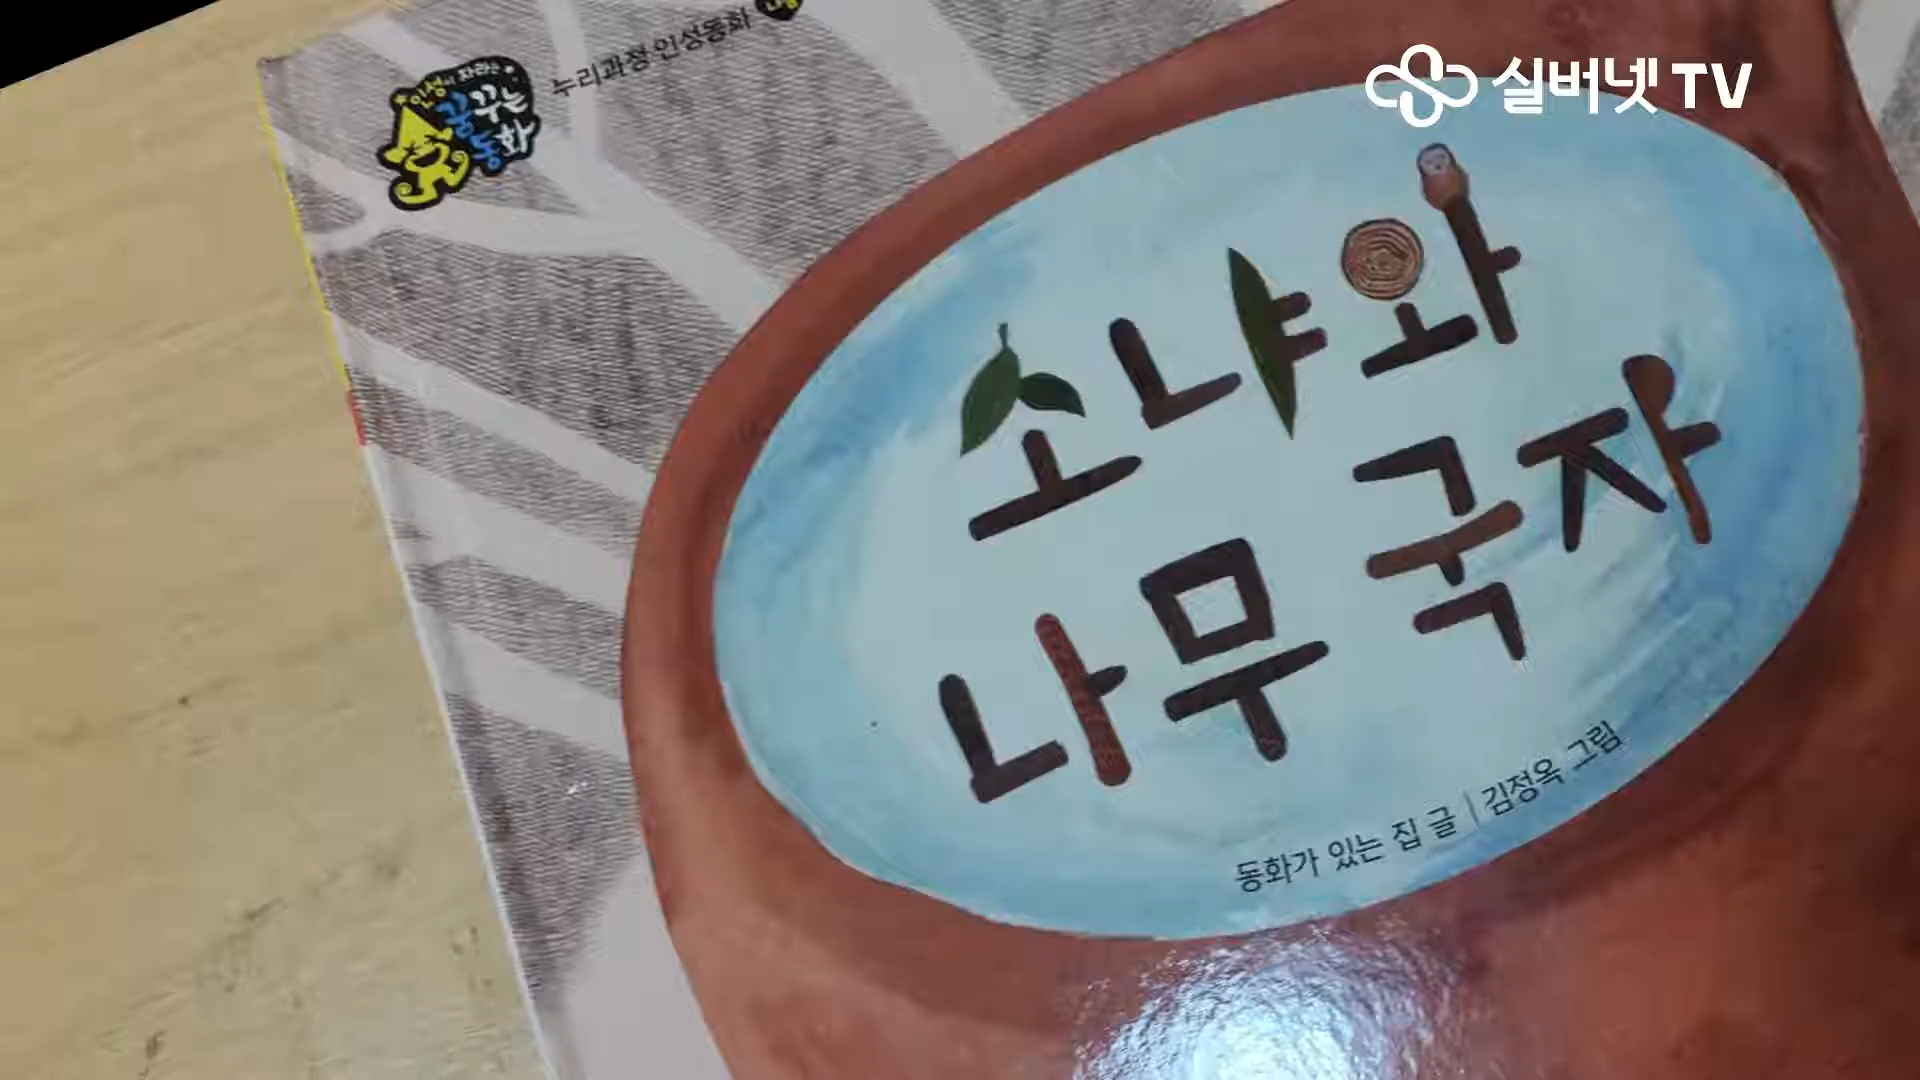 실버넷 TV
누리과정 인성동화
인성이 자라는
꿈꾸는
동화
소냐와
나무 국자
동화가 있는 집 글 | 김정옥 그림